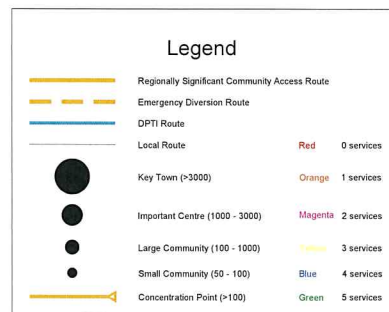 Legend
Regionally Significant Community Access Route
Emergency Diversion Route
DPTI Route
Local Route Red 0 services
Key Town (>3000) Orange 1 services
Important Centre (1000 - 3000) Magenta 2 services
Large Community (100 - 1000) Yellow 3 services
Small Community (50 - 100) Blue 4 services
Concentration Point (>100) Green 5 services